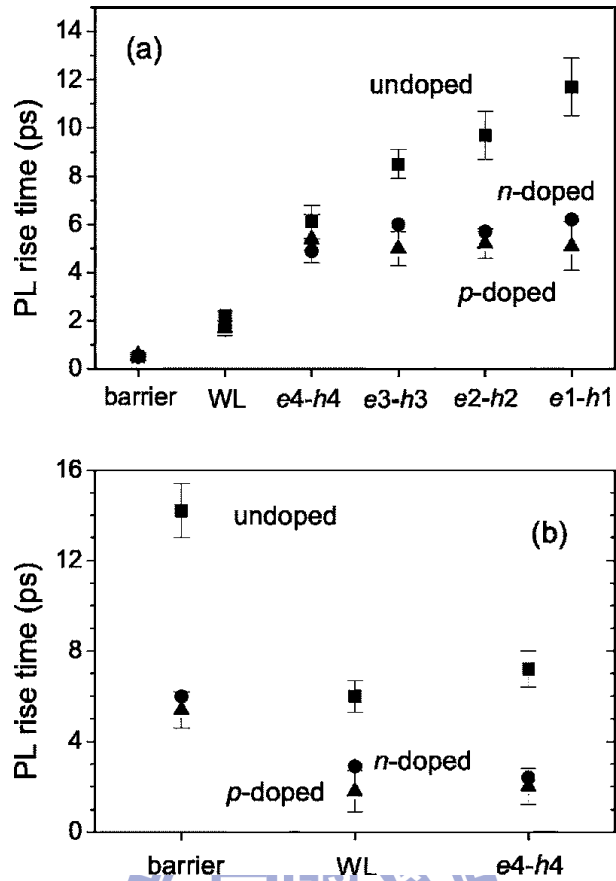 (a)
14
12
10
8
6
4
2
0
PL rise time (ps)
undoped
n-doped
p-doped
barrier WL e4-h4 e3-h3 e2-h2 e1-h1
(b)
16
12
8
4
0
PL rise time (ps)
undoped
n-doped
p-doped
barrier WL e4-h4